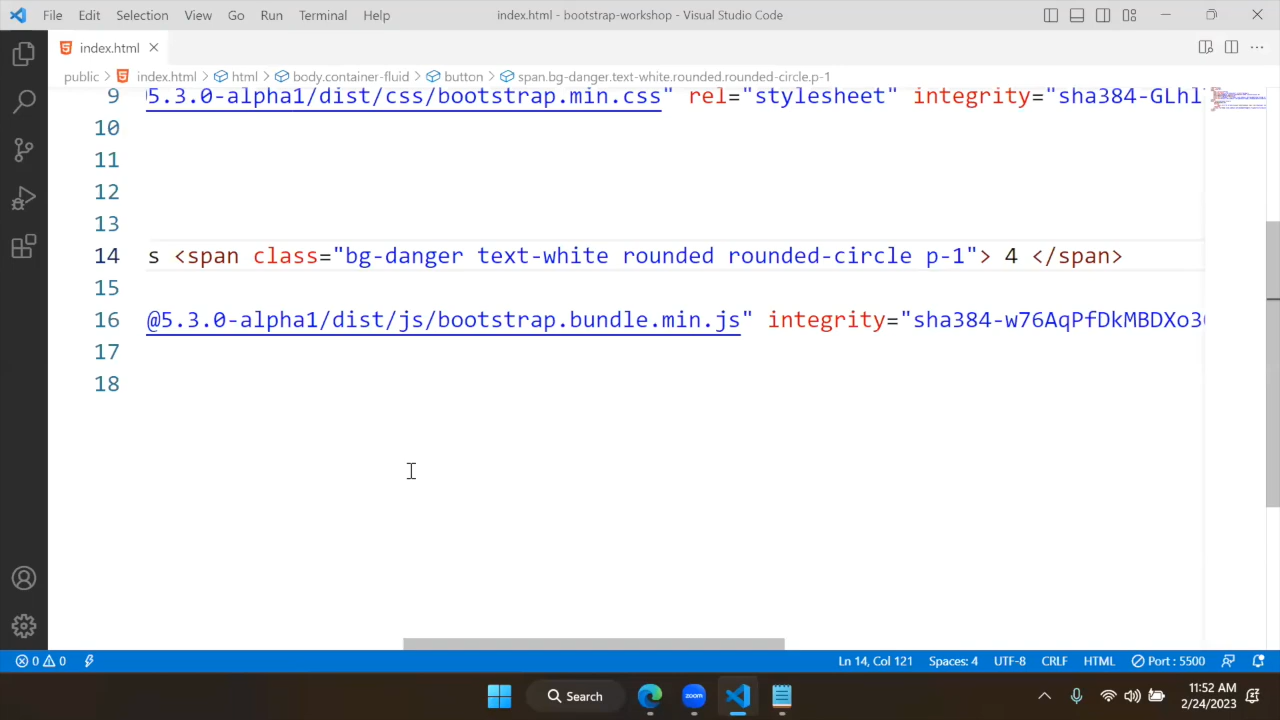 File Edit Selection View Go Run Terminal Help index.html - bootstrap-workshop - Visual Studio Code
index.html
public > index.html > html > body.container-fluid > button > span.bg-danger.text-white.rounded.rounded-circle.p-1
9 5.3.0-alpha1/dist/css/bootstrap.min.css" rel="stylesheet" integrity="sha384-GLhl
10
11
12
13
14 s <span class="bg-danger text-white rounded rounded-circle p-1"> 4 </span>
15
16 @5.3.0-alpha1/dist/js/bootstrap.bundle.min.js" integrity="sha384-w76AqPfDkMBDXo3
17
18
0 0 Ln 14, Col 121 Spaces: 4 UTF-8 CRLF HTML Port : 5500
Search zoom 11:52 AM
2/24/2023